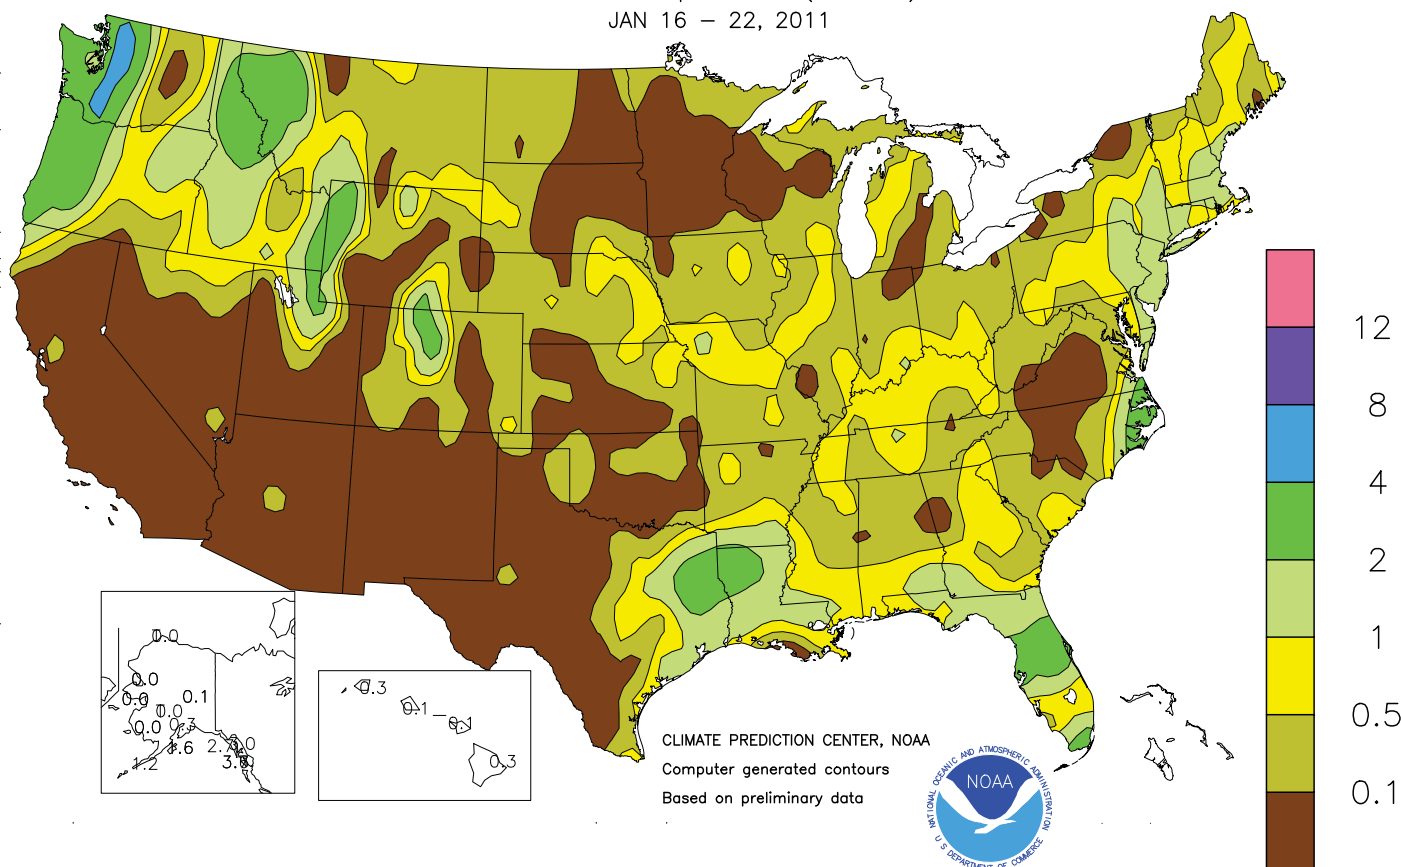 JAN 16 – 22, 2011
12
8
4
2
1
0.5
0.1
0.0
0.0
0.0
0.1
0.0
0.0
0.3
1.6
1.2
0.3
0.1
0.1
0.3
CLIMATE PREDICTION CENTER, NOAA
Computer generated contours
Based on preliminary data
NATIONAL OCEANIC AND ATMOSPHERIC ADMINISTRATION
NOAA
U S DEPARTMENT OF COMMERCE